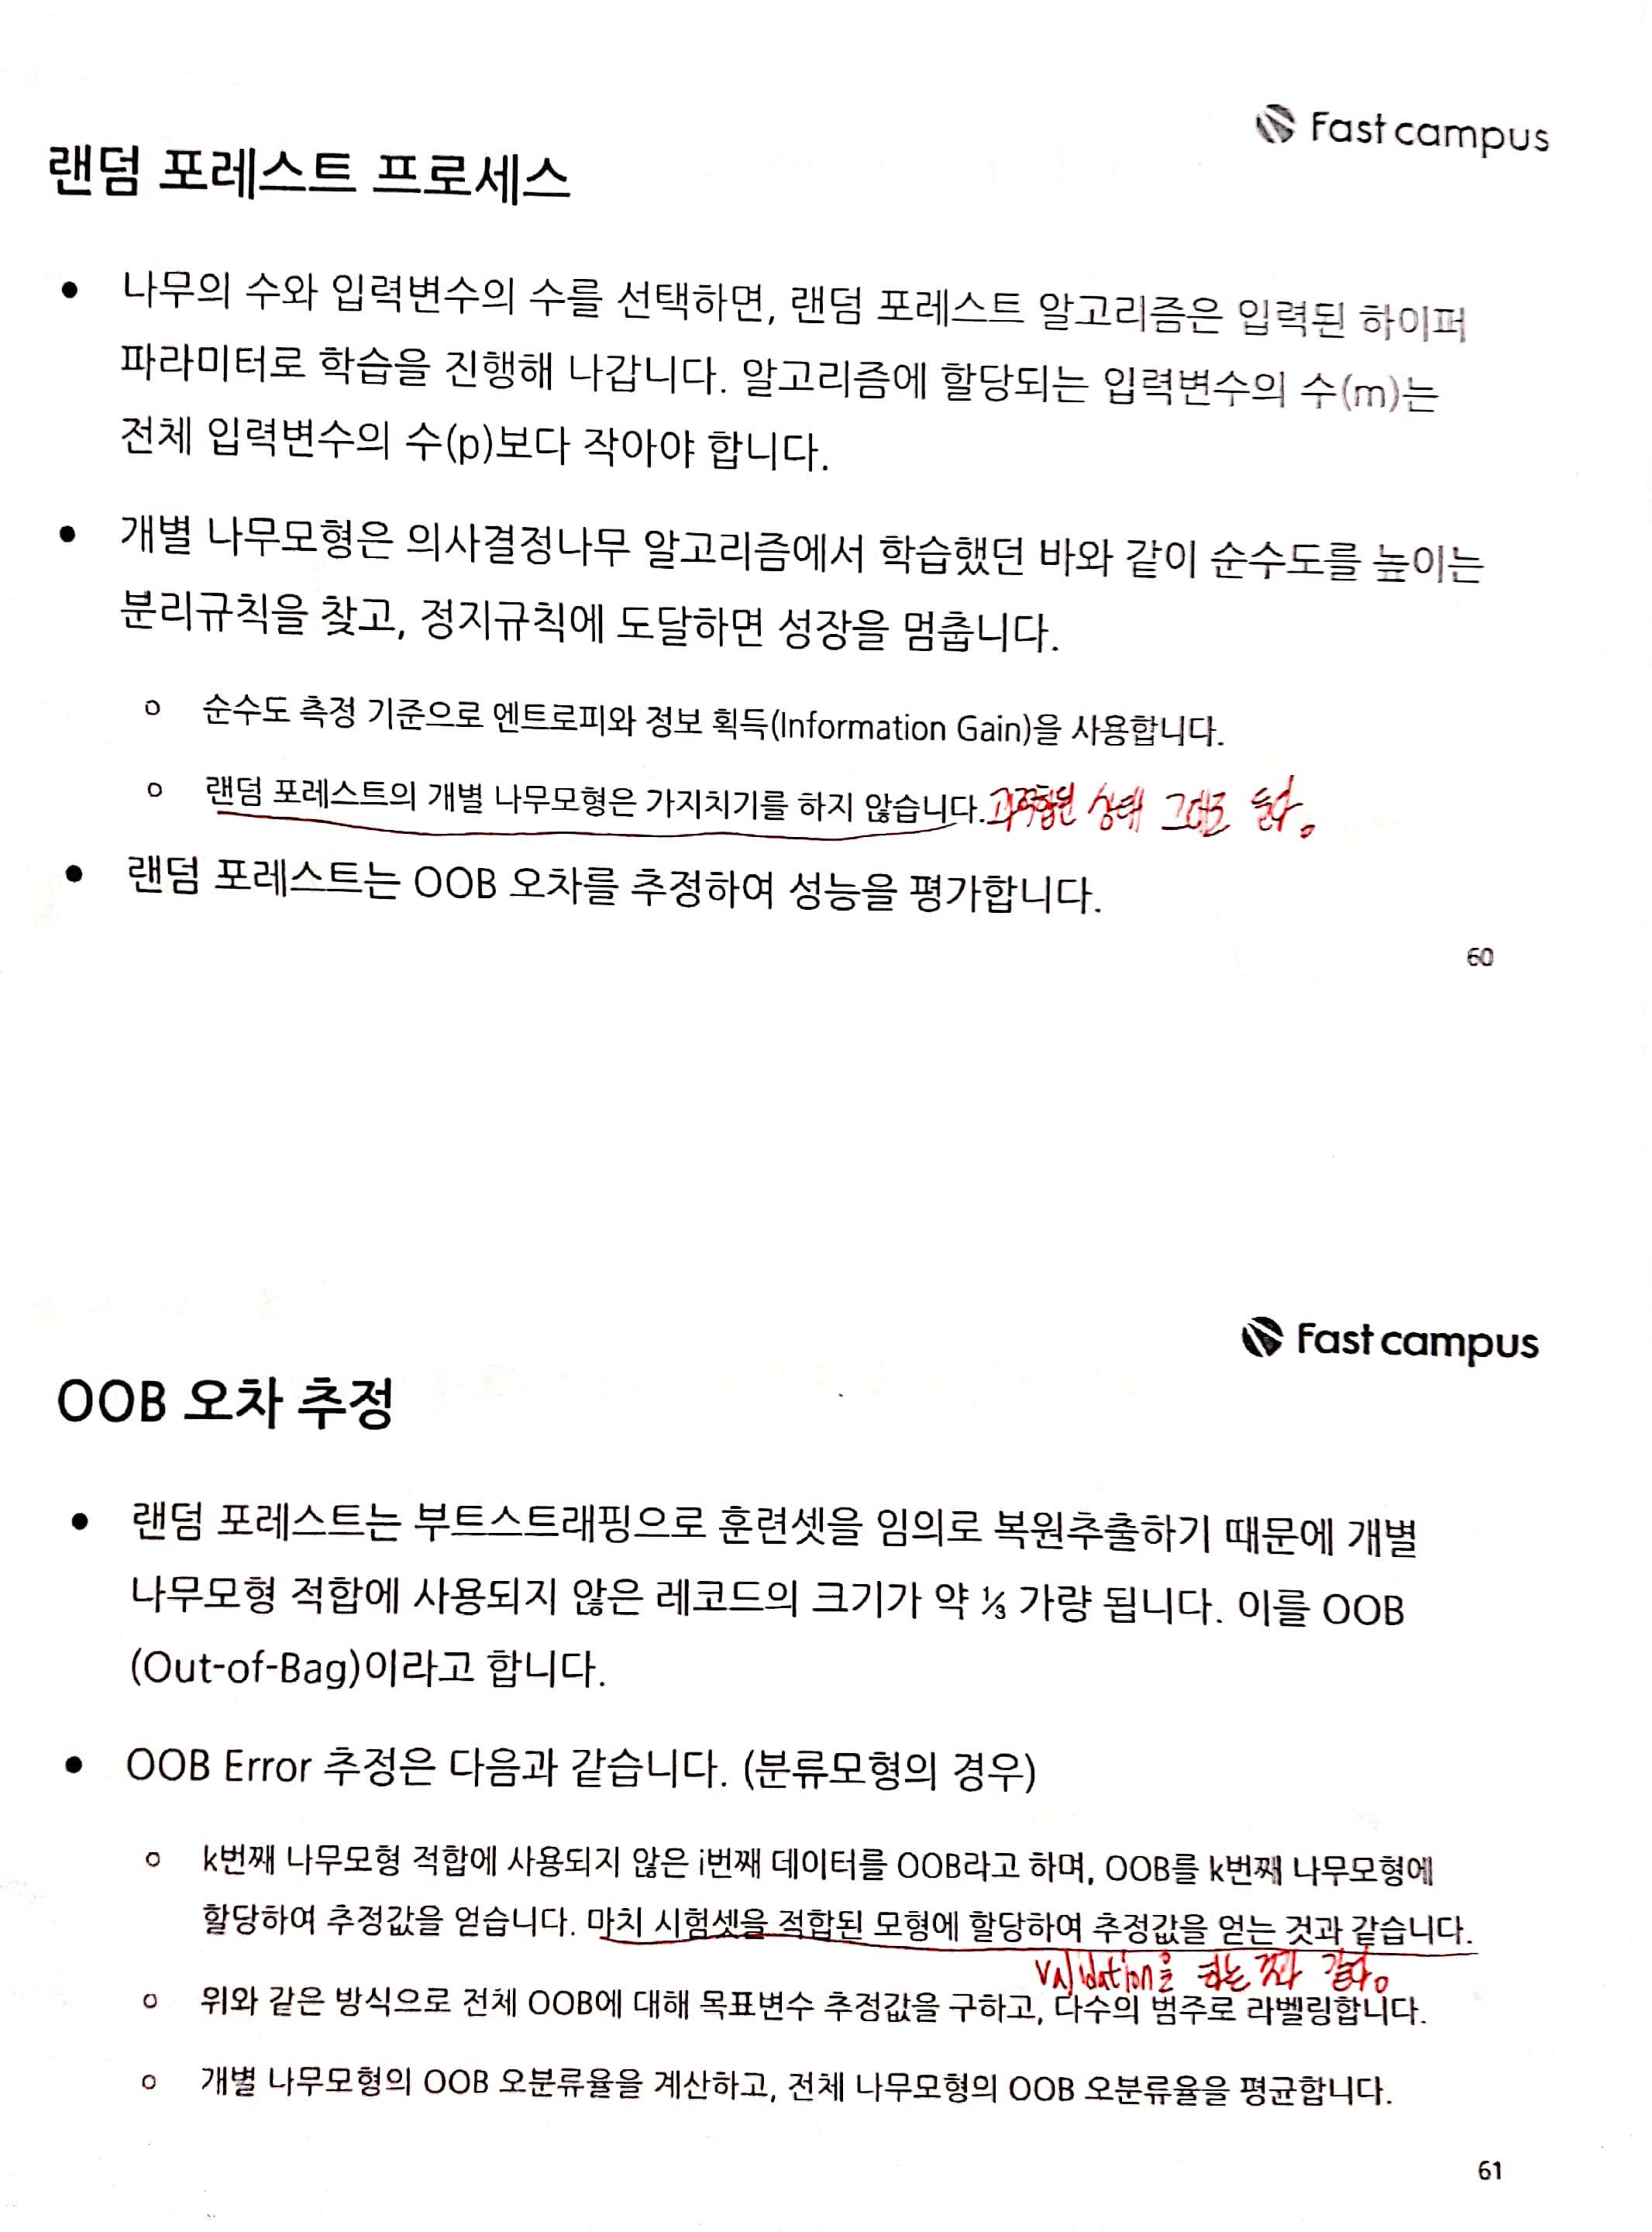 Fast campus
랜덤 포레스트 프로세스
• 나무의 수와 입력변수의 수를 선택하면, 랜덤 포레스트 알고리즘은 입력된 하이퍼
파라미터로 학습을 진행해 나갑니다. 알고리즘에 할당되는 입력변수의 수(m)는
전체 입력변수의 수(p)보다 작아야 합니다.
• 개별 나무모형은 의사결정나무 알고리즘에서 학습했던 바와 같이 순수도를 높이는
분리규칙을 찾고, 정지규칙에 도달하면 성장을 멈춥니다.
○ 순수도 측정 기준으로 엔트로피와 정보 획득(Information Gain)을 사용합니다.
○ 랜덤 포레스트의 개별 나무모형은 가지치기를 하지 않습니다. 과적합된 상태 그대로 둔다.
• 랜덤 포레스트는 OOB 오차를 추정하여 성능을 평가합니다.
60
Fast campus
OOB 오차 추정
• 랜덤 포레스트는 부트스트래핑으로 훈련셋을 임의로 복원추출하기 때문에 개별
나무모형 적합에 사용되지 않은 레코드의 크기가 약 ⅓ 가량 됩니다. 이를 OOB
(Out-of-Bag)이라고 합니다.
• OOB Error 추정은 다음과 같습니다. (분류모형의 경우)
○ k번째 나무모형 적합에 사용되지 않은 i번째 데이터를 OOB라고 하며, OOB를 k번째 나무모형에
할당하여 추정값을 얻습니다. 마치 시험셋을 적합된 모형에 할당하여 추정값을 얻는 것과 같습니다.
validation을 하는 것과 같다.
○ 위와 같은 방식으로 전체 OOB에 대해 목표변수 추정값을 구하고, 다수의 범주로 라벨링합니다.
○ 개별 나무모형의 OOB 오분류율을 계산하고, 전체 나무모형의 OOB 오분류율을 평균합니다.
61